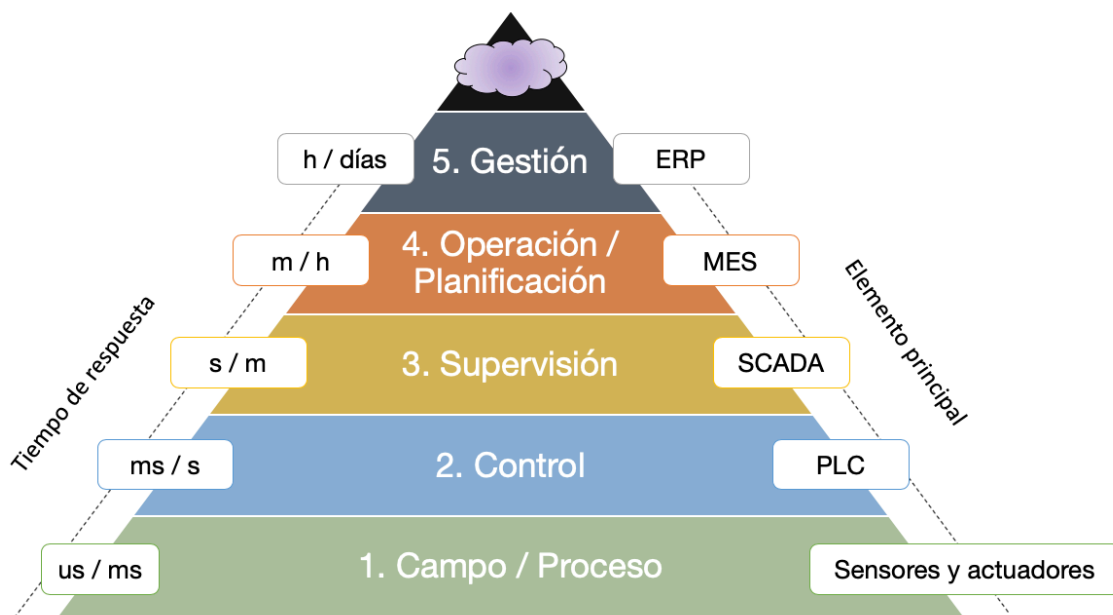 h / días
5. Gestión
ERP
m / h
4. Operación /
Planificación
MES
s / m
3. Supervisión
SCADA
ms / s
2. Control
PLC
us / ms
1. Campo / Proceso
Sensores y actuadores
Tiempo de respuesta
Elemento principal